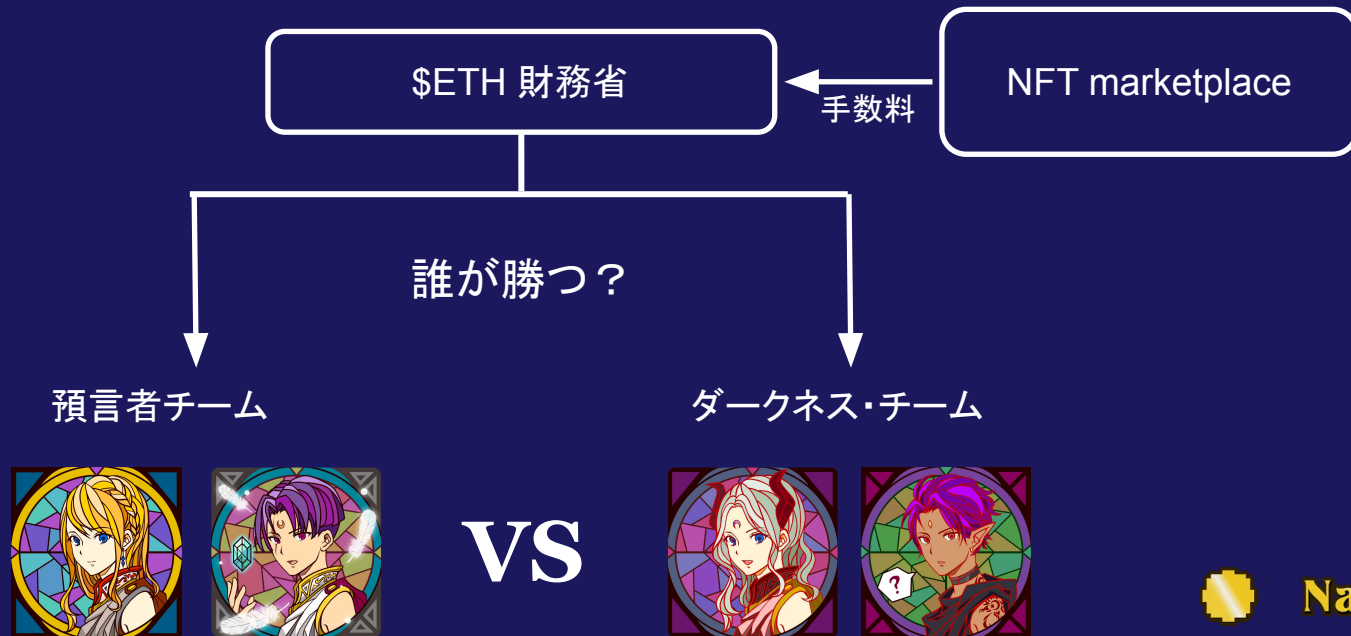 $ETH 財務省
NFT marketplace
手数料
誰が勝つ？
預言者チーム
ダークネス・チーム
VS
?
Na